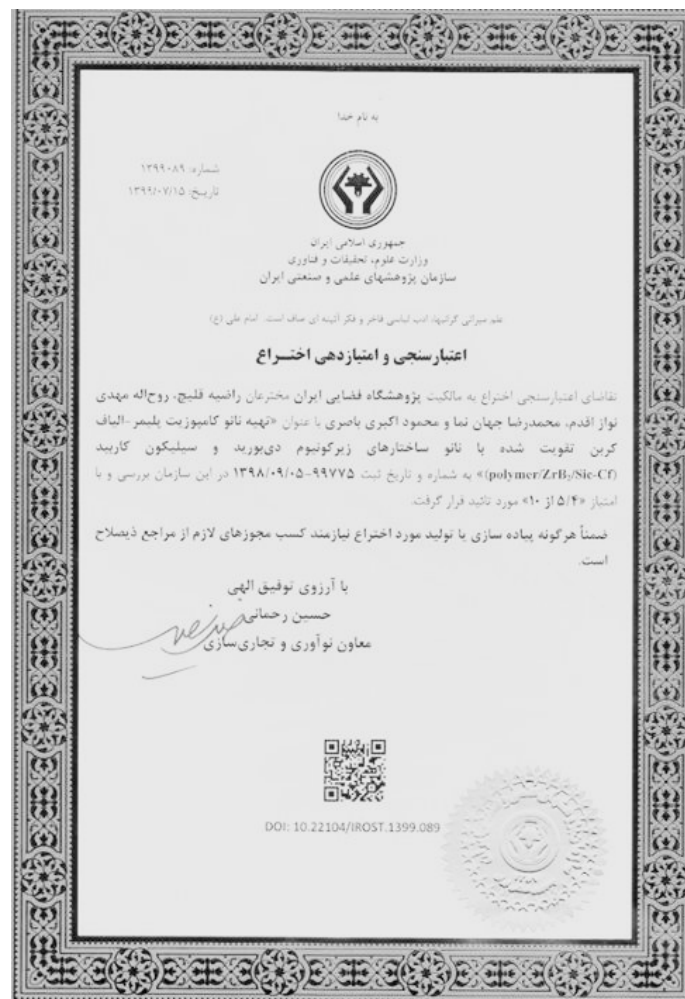 به نام خدا
شماره: ۱۳۹۹۰۸۹
تاریخ: ۱۳۹۹/۰۷/۱۵
جمهوری اسلامی ایران
وزارت علوم، تحقیقات و فناوری
سازمان پژوهشهای علمی و صنعتی ایران
علم میراثی گرانبها، ادب لباسی فاخر و فکر آئینه ای صاف است. امام علی (ع)
اعتبارسنجی و امتیازدهی اختــراع
تقاضای اعتبارسنجی اختراع به مالکیت پژوهشگاه فضایی ایران مخترعان راضیه قلیچ، روح‌اله مهدی
نواز اقدم، محمدرضا جهان نما و محمود اکبری باصری با عنوان «تهیه نانو کامپوزیت پلیمر-الیاف
کربن تقویت شده با نانو ساختارهای زیرکونیوم دی‌بورید و سیلیکون کاربید
(polymer/ZrB₂/Sic-Cf)» به شماره و تاریخ ثبت ۹۹۷۷۵-۱۳۹۸/۰۹/۰۵ در این سازمان بررسی و با
امتیاز «۵/۴ از ۱۰» مورد تائید قرار گرفت.
ضمناً هرگونه پیاده سازی یا تولید مورد اختراع نیازمند کسب مجوزهای لازم از مراجع ذیصلاح
است.
با آرزوی توفیق الهی
حسین رحمانی
معاون نوآوری و تجاری‌سازی
DOI: 10.22104/IROST.1399.089